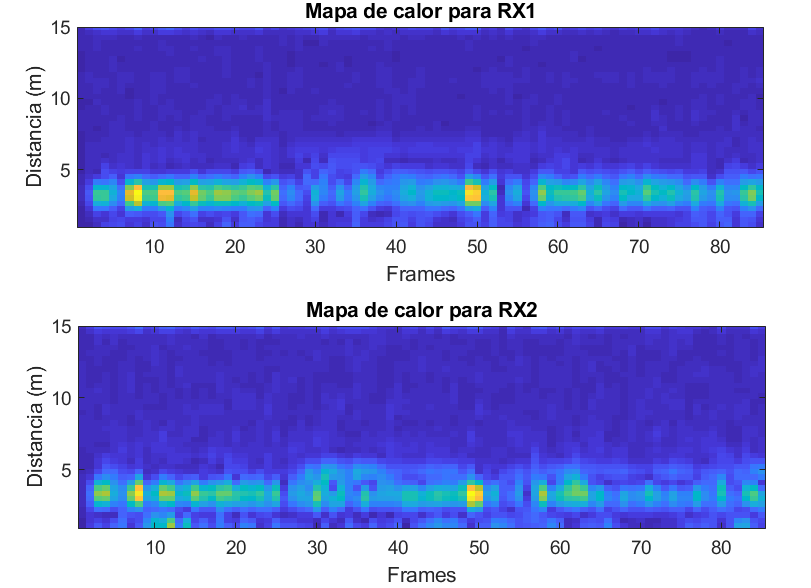 Mapa de calor para RX1
15
10
5
Distancia (m)
10 20 30 40 50 60 70 80
Frames
Mapa de calor para RX2
15
10
5
Distancia (m)
10 20 30 40 50 60 70 80
Frames